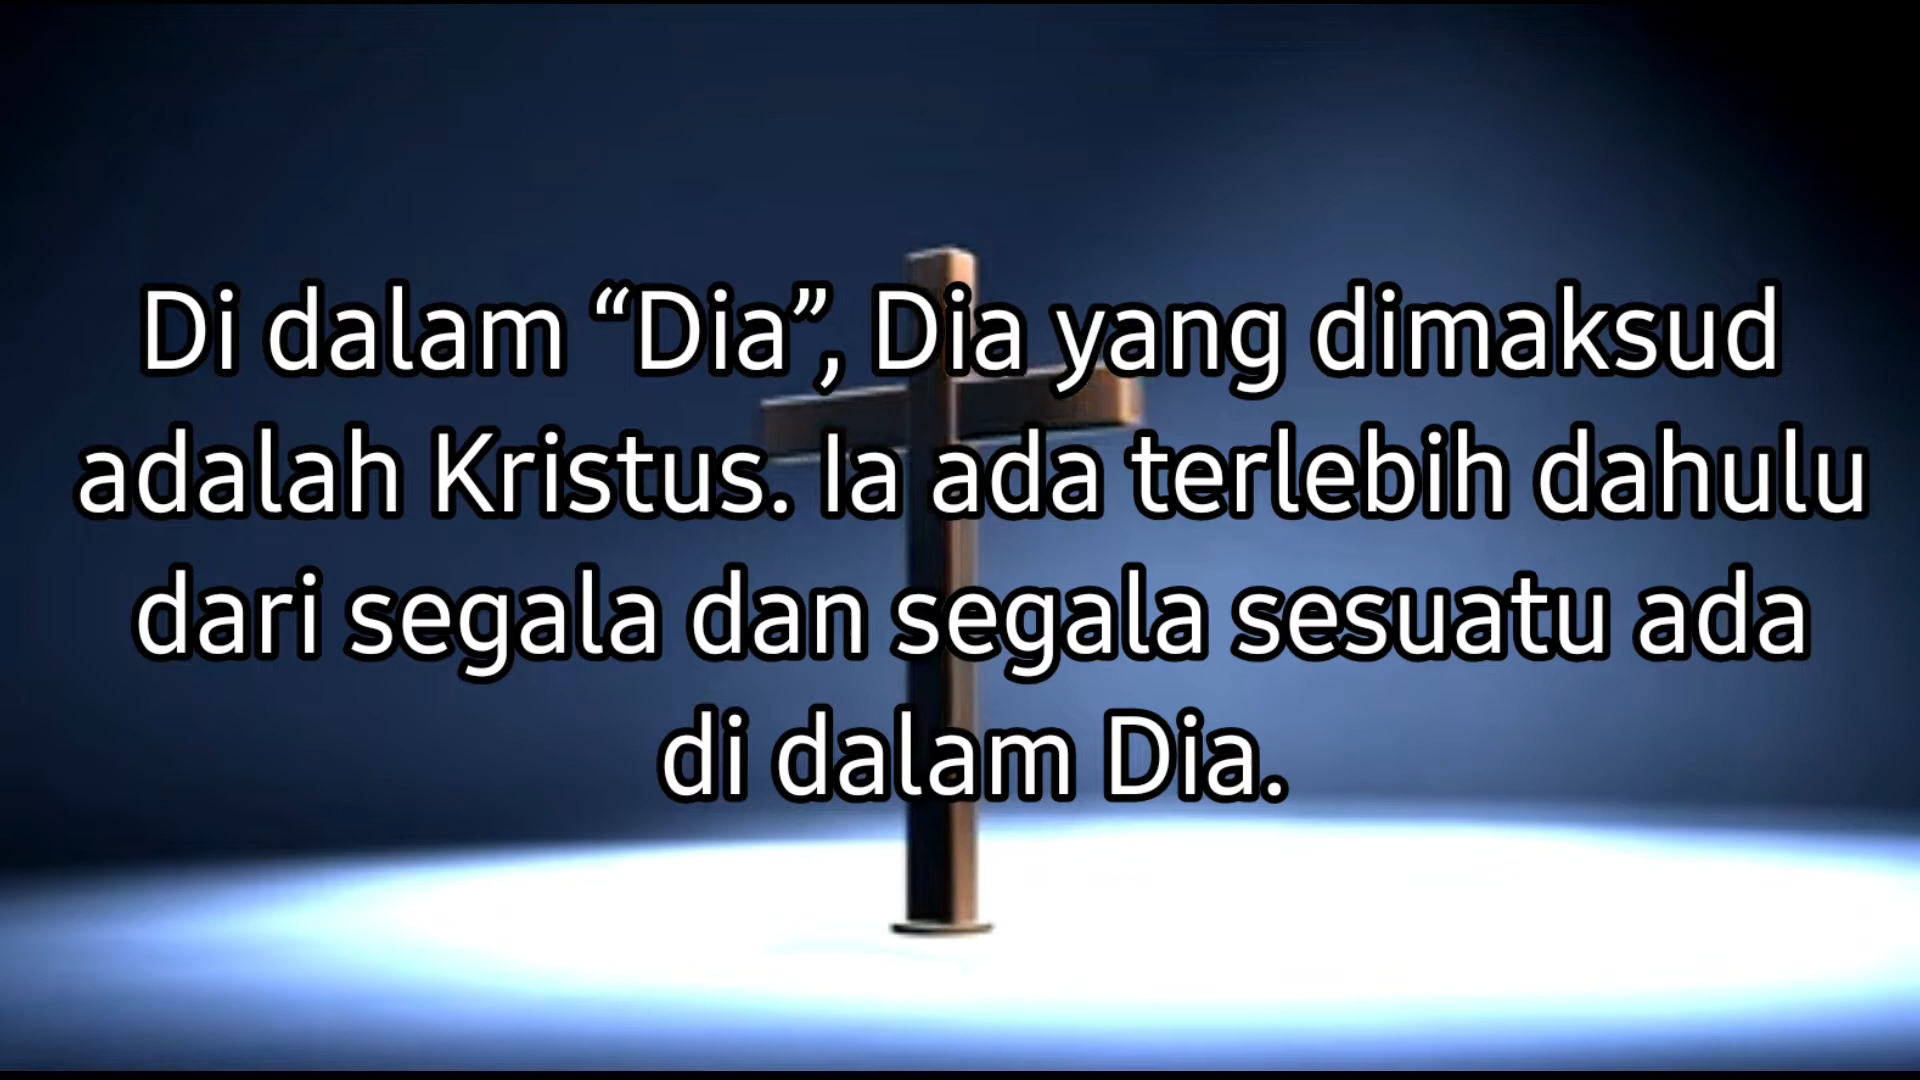 Di dalam “Dia”, Dia yang dimaksud
adalah Kristus. Ia ada terlebih dahulu
dari segala dan segala sesuatu ada
di dalam Dia.